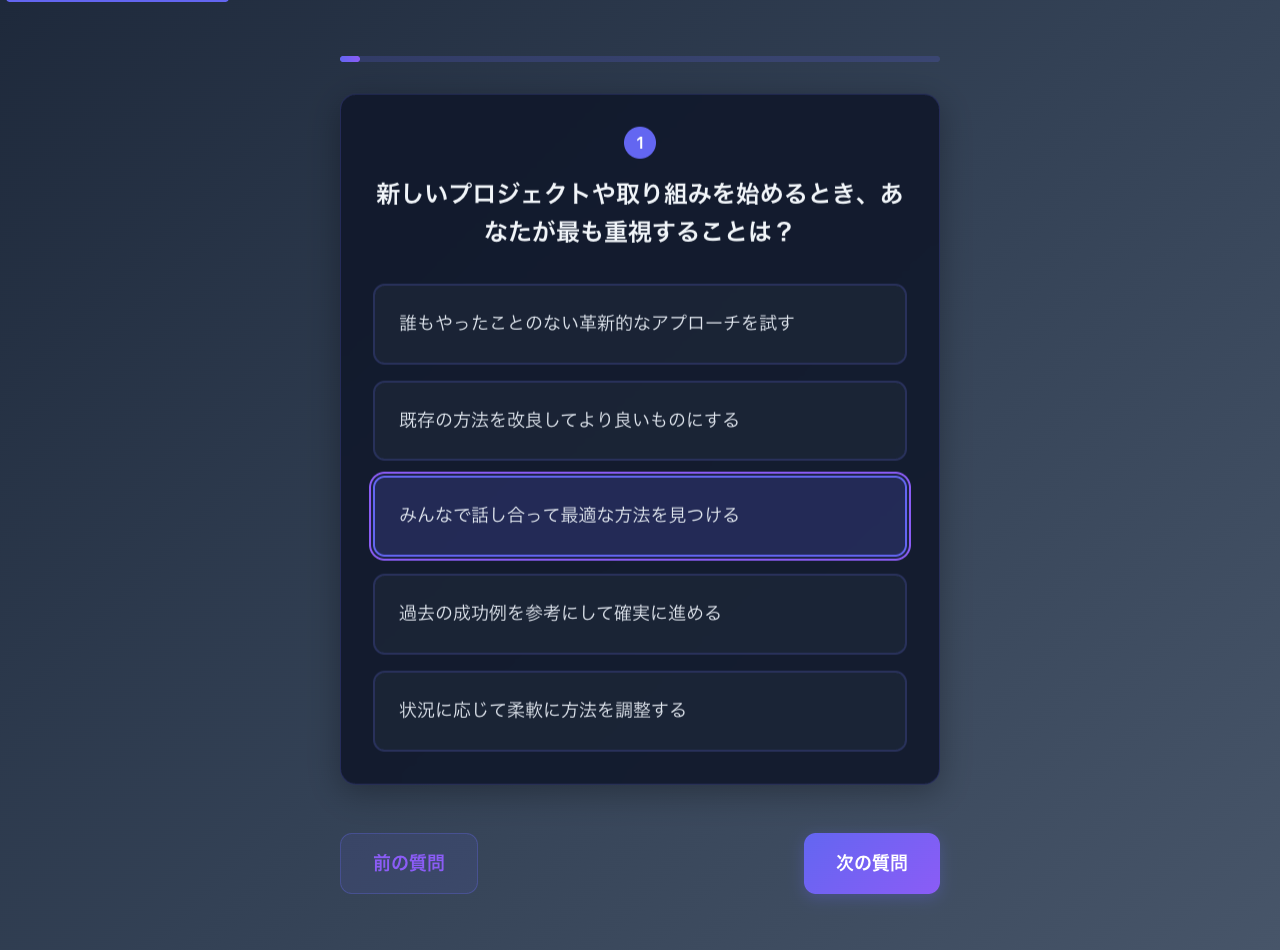 1
新しいプロジェクトや取り組みを始めるとき、あ
なたが最も重視することは？
誰もやったことのない革新的なアプローチを試す
既存の方法を改良してより良いものにする
みんなで話し合って最適な方法を見つける
過去の成功例を参考にして確実に進める
状況に応じて柔軟に方法を調整する
前の質問
次の質問